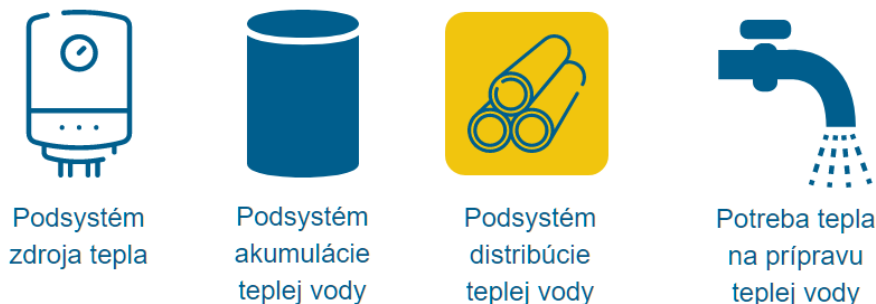 Podsystém
zdroja tepla
Podsystém
akumulácie
teplej vody
Podsystém
distribúcie
teplej vody
Potreba tepla
na prípravu
teplej vody